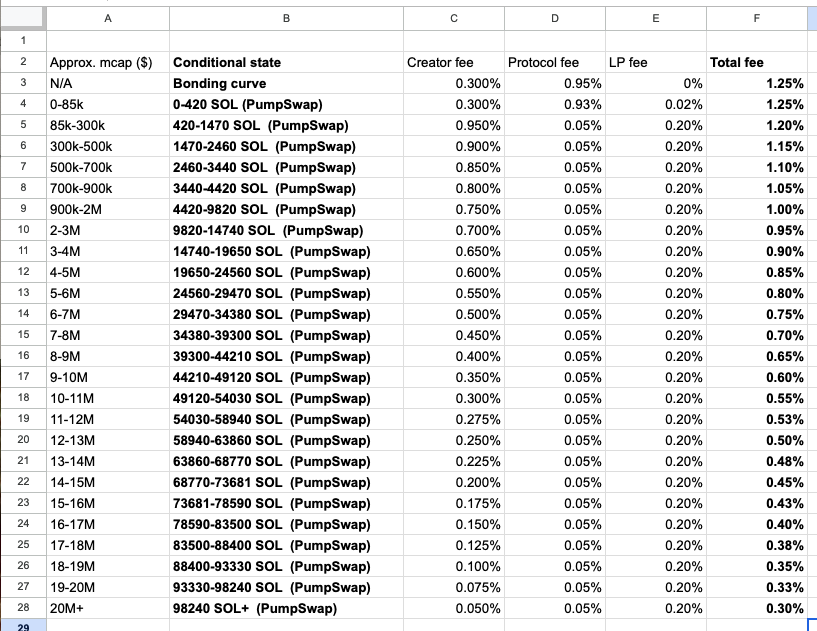 A B C D E F
1
2 Approx. mcap ($) Conditional state Creator fee Protocol fee LP fee Total fee
3 N/A Bonding curve 0.300% 0.95% 0% 1.25%
4 0-85k 0-420 SOL (PumpSwap) 0.300% 0.93% 0.02% 1.25%
5 85k-300k 420-1470 SOL (PumpSwap) 0.950% 0.05% 0.20% 1.20%
6 300k-500k 1470-2460 SOL (PumpSwap) 0.900% 0.05% 0.20% 1.15%
7 500k-700k 2460-3440 SOL (PumpSwap) 0.850% 0.05% 0.20% 1.10%
8 700k-900k 3440-4420 SOL (PumpSwap) 0.800% 0.05% 0.20% 1.05%
9 900k-2M 4420-9820 SOL (PumpSwap) 0.750% 0.05% 0.20% 1.00%
10 2-3M 9820-14740 SOL (PumpSwap) 0.700% 0.05% 0.20% 0.95%
11 3-4M 14740-19650 SOL (PumpSwap) 0.650% 0.05% 0.20% 0.90%
12 4-5M 19650-24560 SOL (PumpSwap) 0.600% 0.05% 0.20% 0.85%
13 5-6M 24560-29470 SOL (PumpSwap) 0.550% 0.05% 0.20% 0.80%
14 6-7M 29470-34380 SOL (PumpSwap) 0.500% 0.05% 0.20% 0.75%
15 7-8M 34380-39300 SOL (PumpSwap) 0.450% 0.05% 0.20% 0.70%
16 8-9M 39300-44210 SOL (PumpSwap) 0.400% 0.05% 0.20% 0.65%
17 9-10M 44210-49120 SOL (PumpSwap) 0.350% 0.05% 0.20% 0.60%
18 10-11M 49120-54030 SOL (PumpSwap) 0.300% 0.05% 0.20% 0.55%
19 11-12M 54030-58940 SOL (PumpSwap) 0.275% 0.05% 0.20% 0.53%
20 12-13M 58940-63860 SOL (PumpSwap) 0.250% 0.05% 0.20% 0.50%
21 13-14M 63860-68770 SOL (PumpSwap) 0.225% 0.05% 0.20% 0.48%
22 14-15M 68770-73681 SOL (PumpSwap) 0.200% 0.05% 0.20% 0.45%
23 15-16M 73681-78590 SOL (PumpSwap) 0.175% 0.05% 0.20% 0.43%
24 16-17M 78590-83500 SOL (PumpSwap) 0.150% 0.05% 0.20% 0.40%
25 17-18M 83500-88400 SOL (PumpSwap) 0.125% 0.05% 0.20% 0.38%
26 18-19M 88400-93330 SOL (PumpSwap) 0.100% 0.05% 0.20% 0.35%
27 19-20M 93330-98240 SOL (PumpSwap) 0.075% 0.05% 0.20% 0.33%
28 20M+ 98240 SOL+ (PumpSwap) 0.050% 0.05% 0.20% 0.30%
29